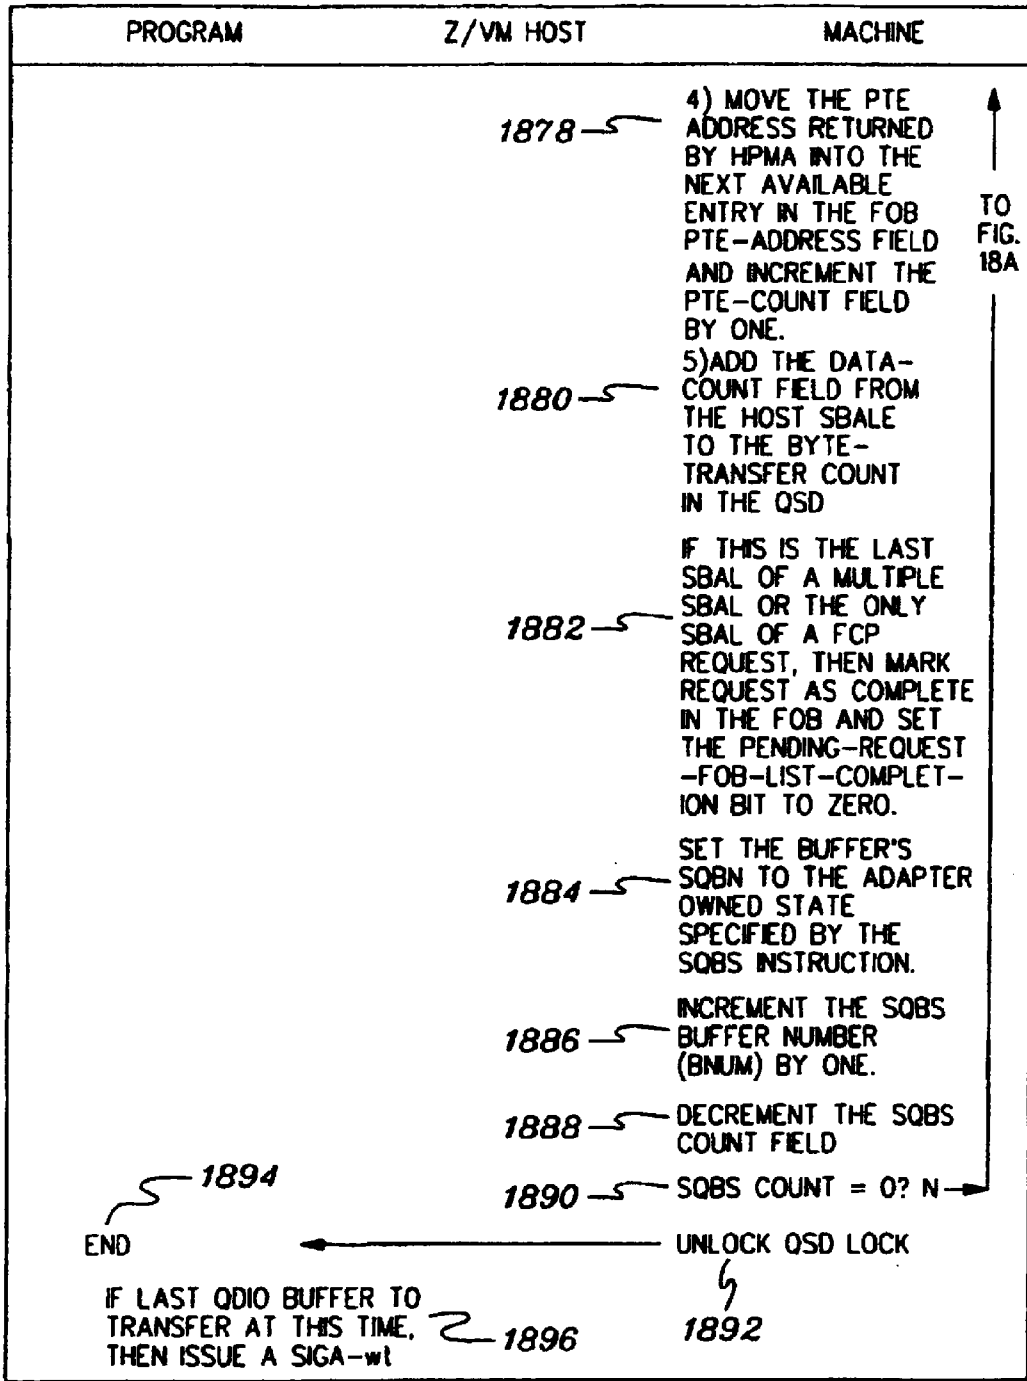 PROGRAM Z/VM HOST MACHINE
1878
4) MOVE THE PTE
ADDRESS RETURNED
BY HPMA INTO THE
NEXT AVAILABLE
ENTRY IN THE FOB
PTE-ADDRESS FIELD
AND INCREMENT THE
PTE-COUNT FIELD
BY ONE.
TO
FIG.
18A
1880
5)ADD THE DATA-
COUNT FIELD FROM
THE HOST SBALE
TO THE BYTE-
TRANSFER COUNT
IN THE QSD
1882
IF THIS IS THE LAST
SBAL OF A MULTIPLE
SBAL OR THE ONLY
SBAL OF A FCP
REQUEST, THEN MARK
REQUEST AS COMPLETE
IN THE FOB AND SET
THE PENDING-REQUEST
-FOB-LIST-COMPLET-
ION BIT TO ZERO.
1884
SET THE BUFFER'S
SQBN TO THE ADAPTER
OWNED STATE
SPECIFIED BY THE
SQBS INSTRUCTION.
1886
INCREMENT THE SQBS
BUFFER NUMBER
(BNUM) BY ONE.
1888
DECREMENT THE SQBS
COUNT FIELD
1894
1890
SQBS COUNT = 0? N
END
UNLOCK QSD LOCK
1892
IF LAST QDIO BUFFER TO
TRANSFER AT THIS TIME,
THEN ISSUE A SIGA-wt
1896